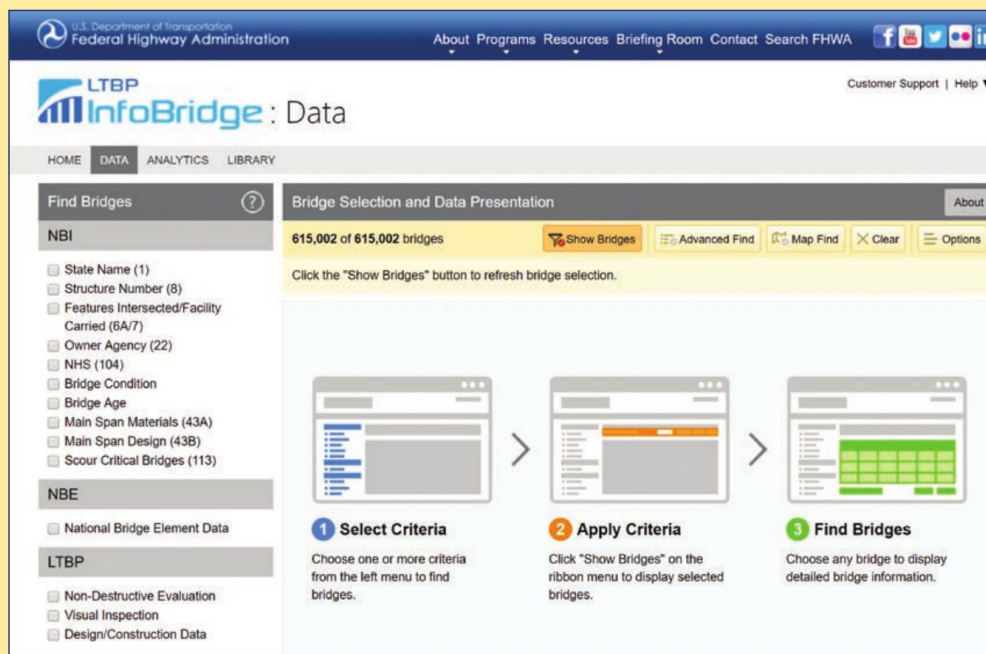 U.S. Department of Transportation
Federal Highway Administration
About Programs Resources Briefing Room Contact Search FHWA
f You Tube in
LTBP
InfoBridge : Data
Customer Support | Help
HOME DATA ANALYTICS LIBRARY
Find Bridges ?
NBI
State Name (1)
Structure Number (8)
Features Intersected/Facility
Carried (6A/7)
Owner Agency (22)
NHS (104)
Bridge Condition
Bridge Age
Main Span Materials (43A)
Main Span Design (43B)
Scour Critical Bridges (113)
NBE
National Bridge Element Data
LTBP
Non-Destructive Evaluation
Visual Inspection
Design/Construction Data
Bridge Selection and Data Presentation
About
615,002 of 615,002 bridges
Show Bridges Advanced Find Map Find Clear Options
Click the "Show Bridges" button to refresh bridge selection.
1 Select Criteria
Choose one or more criteria
from the left menu to find
bridges.
2 Apply Criteria
Click "Show Bridges" on the
ribbon menu to display selected
bridges.
3 Find Bridges
Choose any bridge to display
detailed bridge information.